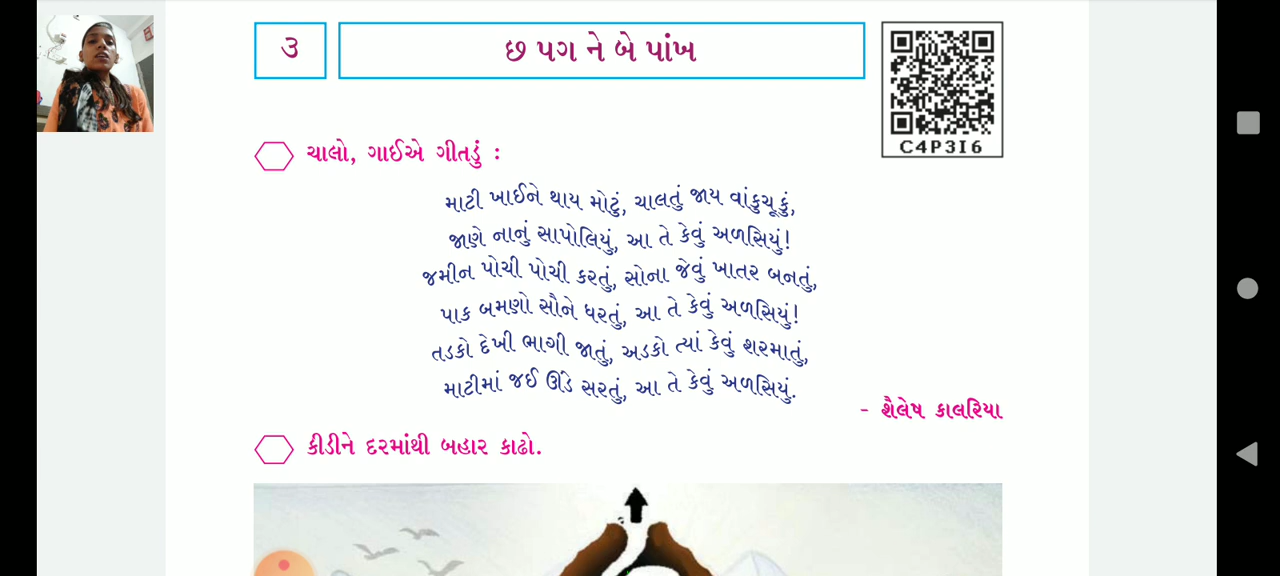 ૩
છ પગ ને બે પાંખ
C4P3I6
ચાલો, ગાઈએ ગીતડું :
માટી ખાઈને થાય મોટું, ચાલતું જાય વાંકુચૂકું,
જાણે નાનું સાપોલિયું, આ તે કેવું અળસિયું!
જમીન પોચી પોચી કરતું, સોના જેવું ખાતર બનતું,
પાક બમણો સૌને ધરતું, આ તે કેવું અળસિયું!
તડકો દેખી ભાગી જાતું, અડકો ત્યાં કેવું શરમાતું,
માટીમાં જઈ ઊંડે સરતું, આ તે કેવું અળસિયું.
- શૈલેષ કાલરિયા
કીડીને દરમાંથી બહાર કાઢો.